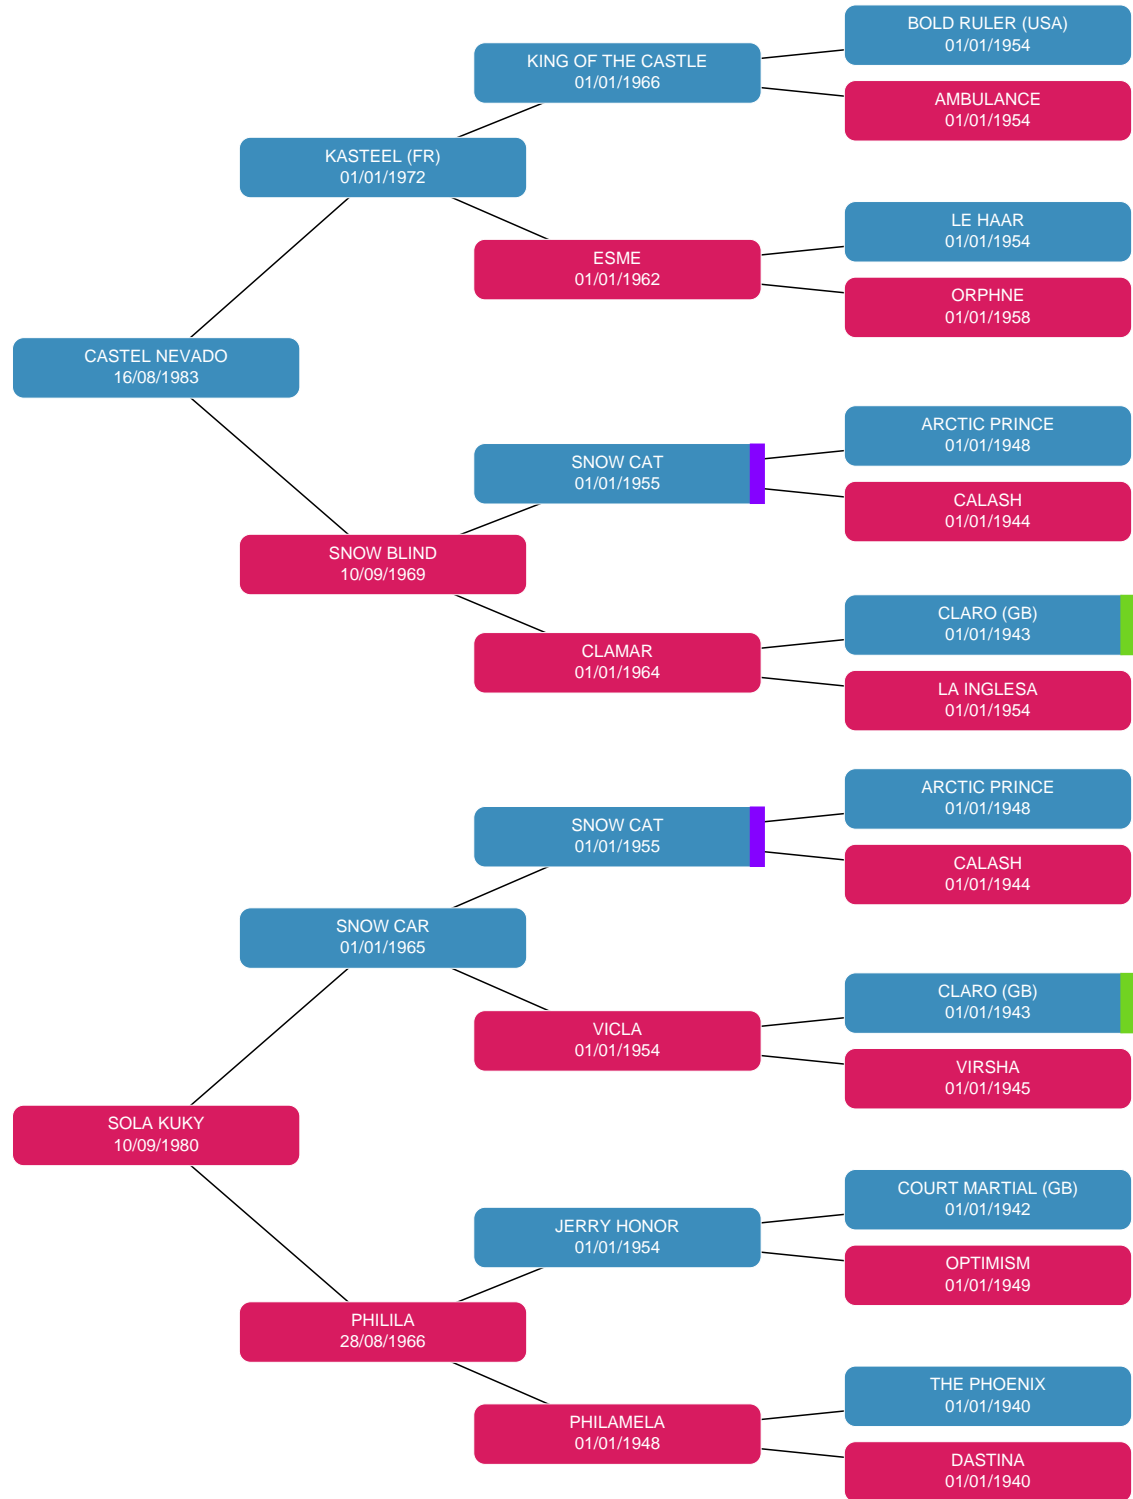 BOLD RULER (USA)
01/01/1954
KING OF THE CASTLE
01/01/1966
AMBULANCE
01/01/1954
KASTEEL (FR)
01/01/1972
LE HAAR
01/01/1954
ESME
01/01/1962
ORPHNE
01/01/1958
CASTEL NEVADO
16/08/1983
ARCTIC PRINCE
01/01/1948
SNOW CAT
01/01/1955
CALASH
01/01/1944
SNOW BLIND
10/09/1969
CLARO (GB)
01/01/1943
CLAMAR
01/01/1964
LA INGLESA
01/01/1954
ARCTIC PRINCE
01/01/1948
SNOW CAT
01/01/1955
CALASH
01/01/1944
SNOW CAR
01/01/1965
CLARO (GB)
01/01/1943
VICLA
01/01/1954
VIRSHA
01/01/1945
SOLA KUKY
10/09/1980
COURT MARTIAL (GB)
01/01/1942
JERRY HONOR
01/01/1954
OPTIMISM
01/01/1949
PHILILA
28/08/1966
THE PHOENIX
01/01/1940
PHILAMELA
01/01/1948
DASTINA
01/01/1940